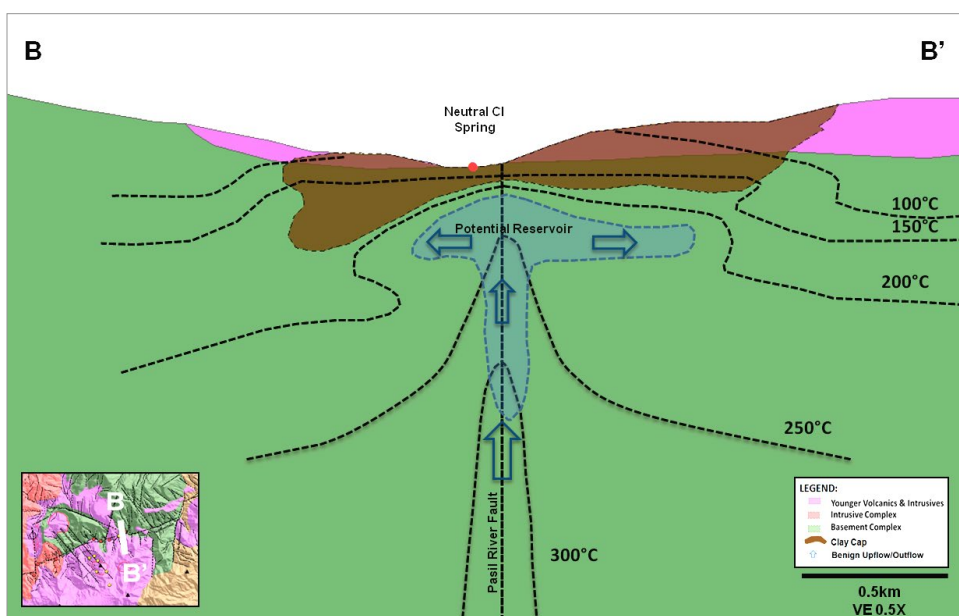 B
B’
Neutral Cl
Spring
Potential Reservoir
100°C
150°C
200°C
250°C
300°C
Pasil River Fault
B
B’
LEGEND:
Younger Volcanics & Intrusives
Intrusive Complex
Basement Complex
Clay Cap
Benign Upflow/Outflow
0.5km
VE 0.5X